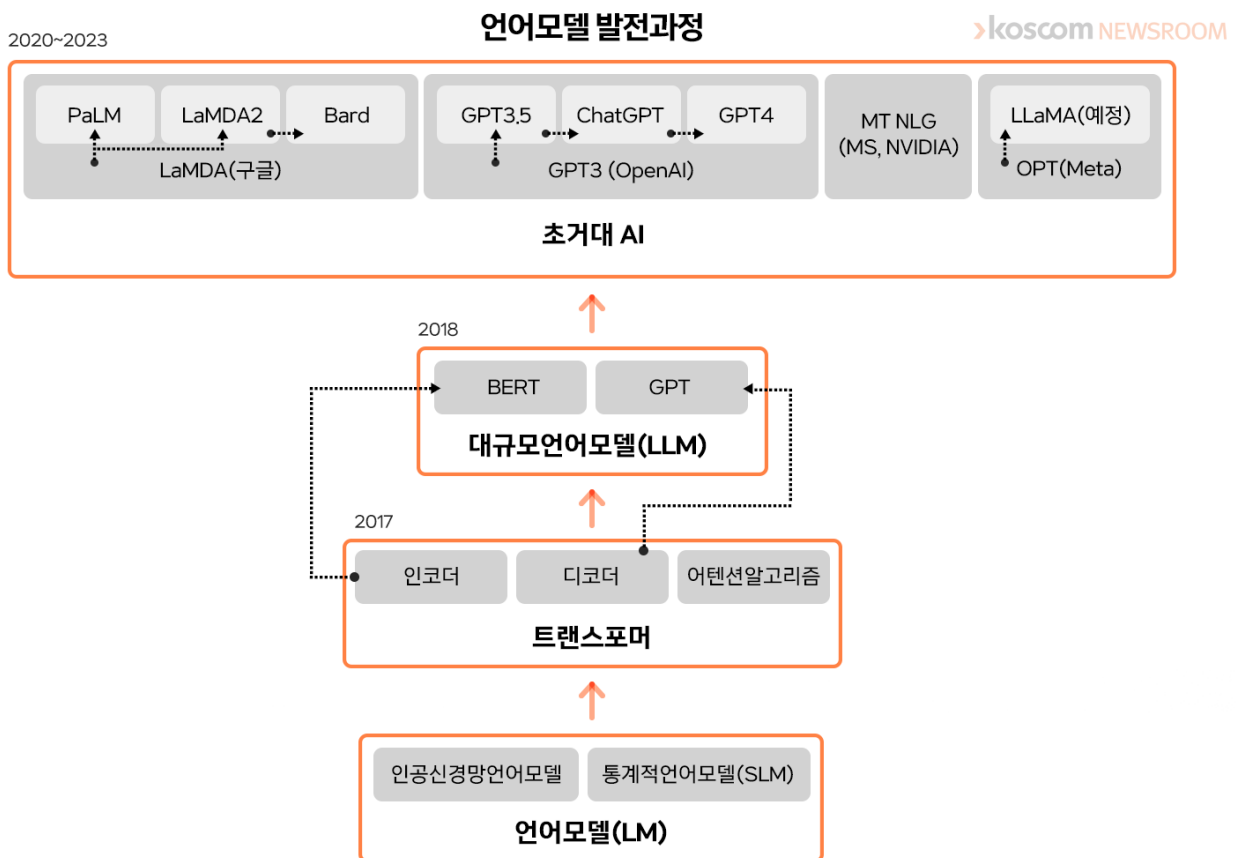 언어모델 발전과정
koscom NEWSROOM
2020~2023
PaLM
LaMDA2
Bard
LaMDA(구글)
GPT3.5
ChatGPT
GPT4
GPT3 (OpenAI)
MT NLG
(MS, NVIDIA)
LLaMA(예정)
OPT(Meta)
초거대 AI
2018
BERT
GPT
대규모언어모델(LLM)
2017
인코더
디코더
어텐션알고리즘
트랜스포머
인공신경망언어모델
통계적언어모델(SLM)
언어모델(LM)